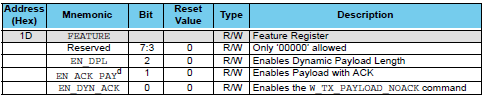 Address (Hex) Mnemonic Bit Reset Value Type Description
1D FEATURE R/W Feature Register
Reserved 7:3 0 R/W Only '00000' allowed
EN_DPL 2 0 R/W Enables Dynamic Payload Length
EN_ACK_PAYd 1 0 R/W Enables Payload with ACK
EN_DYN_ACK 0 0 R/W Enables the W_TX_PAYLOAD_NOACK command